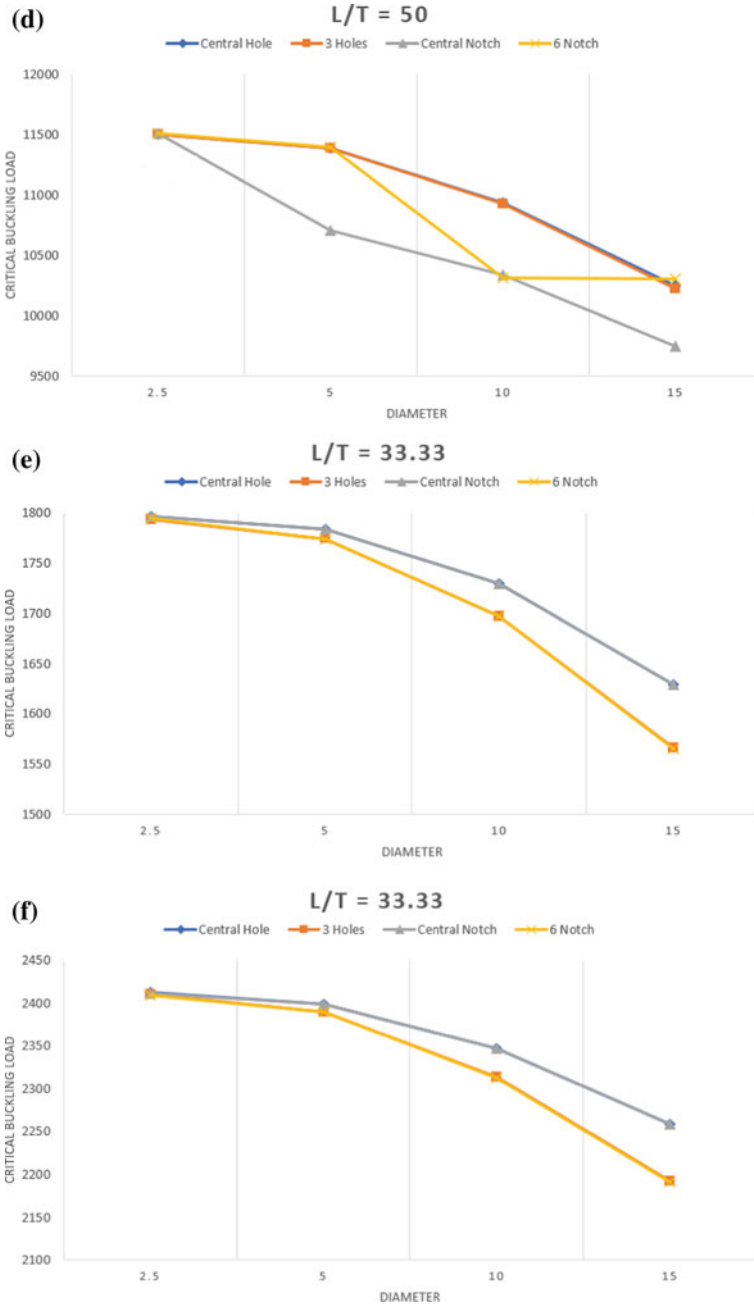 (d)
L/T = 50
Central Hole 3 Holes Central Notch 6 Notch
12000
11500
11000
10500
10000
9500
CRITICAL BUCKLING LOAD
2.5 5 10 15
DIAMETER
(e)
L/T = 33.33
Central Hole 3 Holes Central Notch 6 Notch
1800
1750
1700
1650
1600
1550
1500
CRITICAL BUCKLING LOAD
2.5 5 10 15
DIAMETER
(f)
L/T = 33.33
Central Hole 3 Holes Central Notch 6 Notch
2450
2400
2350
2300
2250
2200
2150
2100
CRITICAL BUCKLING LOAD
2.5 5 10 15
DIAMETER